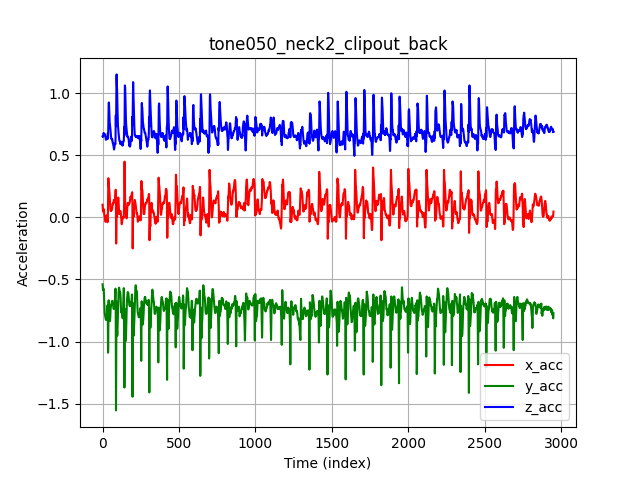 tone050_neck2_clipout_back
1.0
0.5
0.0
−0.5
−1.0
−1.5
Acceleration
0 500 1000 1500 2000 2500 3000
Time (index)
x_acc
y_acc
z_acc